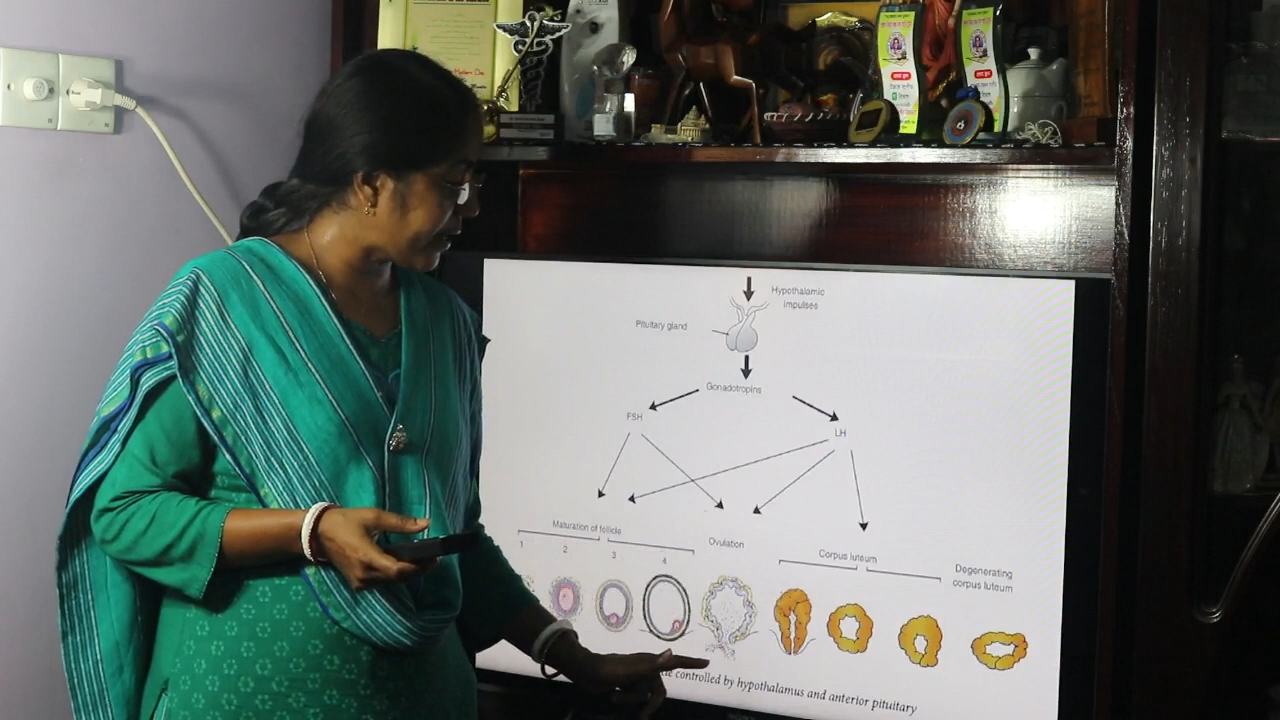 Hypothalamic
impulses
Pituitary gland
Gonadotropins
FSH
LH
Maturation of follicle
1
2
3
4
Ovulation
Corpus luteum
Degenerating
corpus luteum
controlled by hypothalamus and anterior pituitary